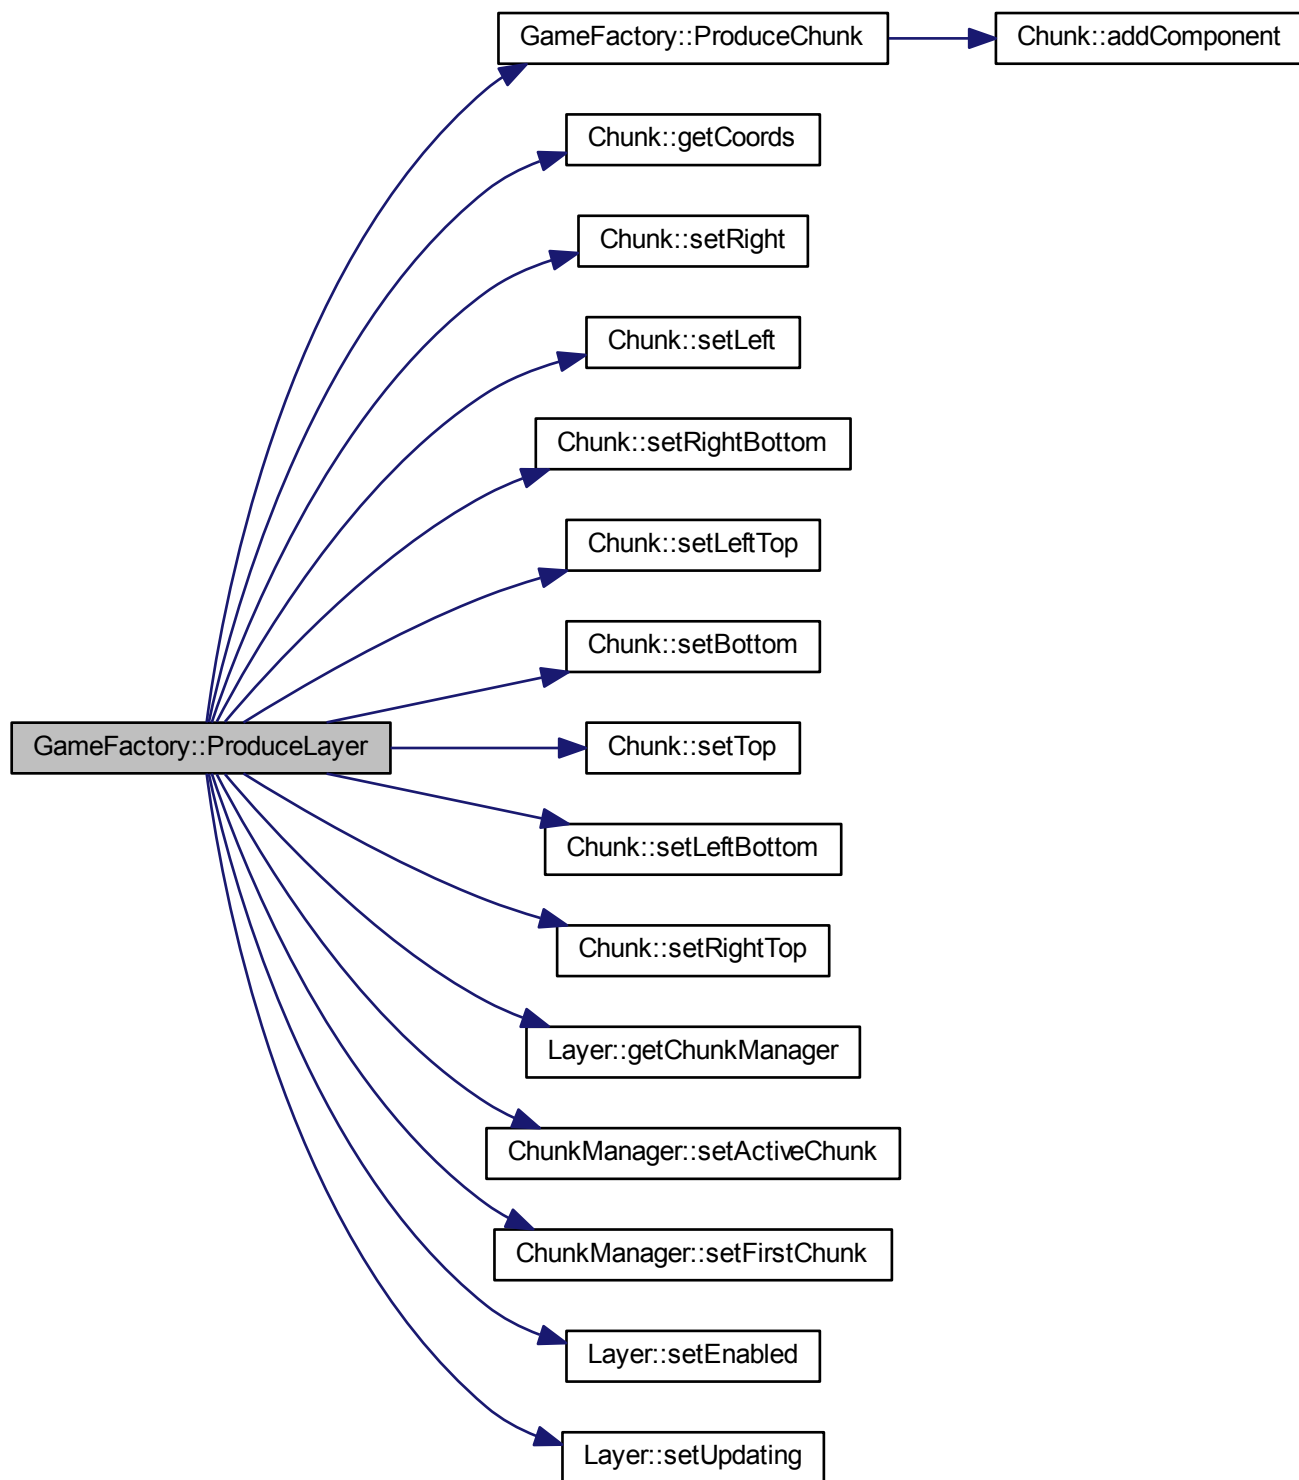 GameFactory::ProduceChunk
Chunk::addComponent
Chunk::getCoords
Chunk::setRight
Chunk::setLeft
Chunk::setRightBottom
Chunk::setLeftTop
Chunk::setBottom
GameFactory::ProduceLayer
Chunk::setTop
Chunk::setLeftBottom
Chunk::setRightTop
Layer::getChunkManager
ChunkManager::setActiveChunk
ChunkManager::setFirstChunk
Layer::setEnabled
Layer::setUpdating